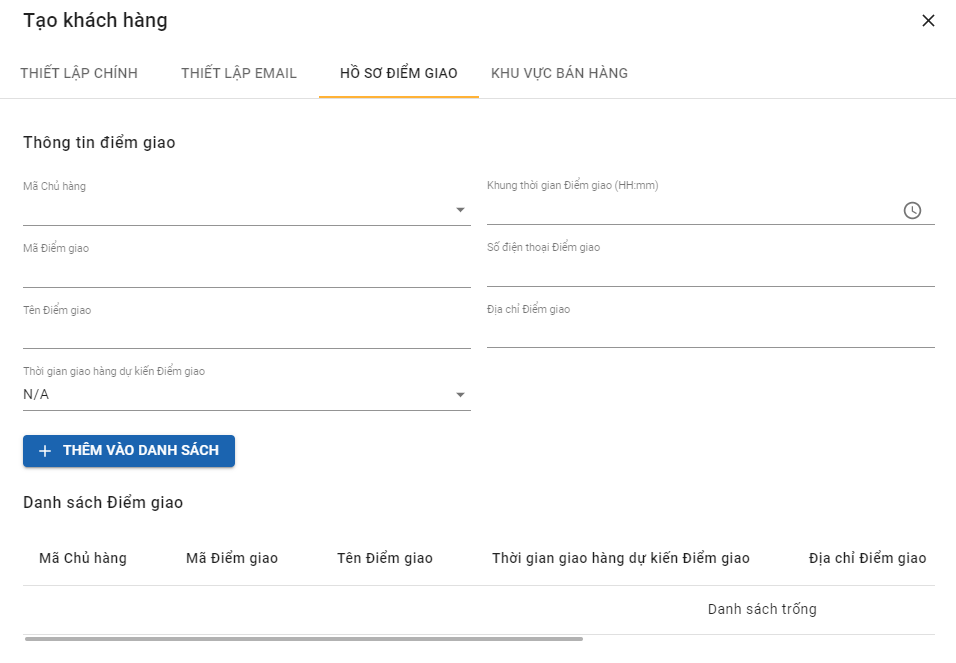 Tạo khách hàng
THIẾT LẬP CHÍNH THIẾT LẬP EMAIL HỒ SƠ ĐIỂM GIAO KHU VỰC BÁN HÀNG
Thông tin điểm giao
Mã Chủ hàng Khung thời gian Điểm giao (HH:mm)
Mã Điểm giao Số điện thoại Điểm giao
Tên Điểm giao Địa chỉ Điểm giao
Thời gian giao hàng dự kiến Điểm giao
N/A
THÊM VÀO DANH SÁCH
Danh sách Điểm giao
Mã Chủ hàng Mã Điểm giao Tên Điểm giao Thời gian giao hàng dự kiến Điểm giao Địa chỉ Điểm giao
Danh sách trống